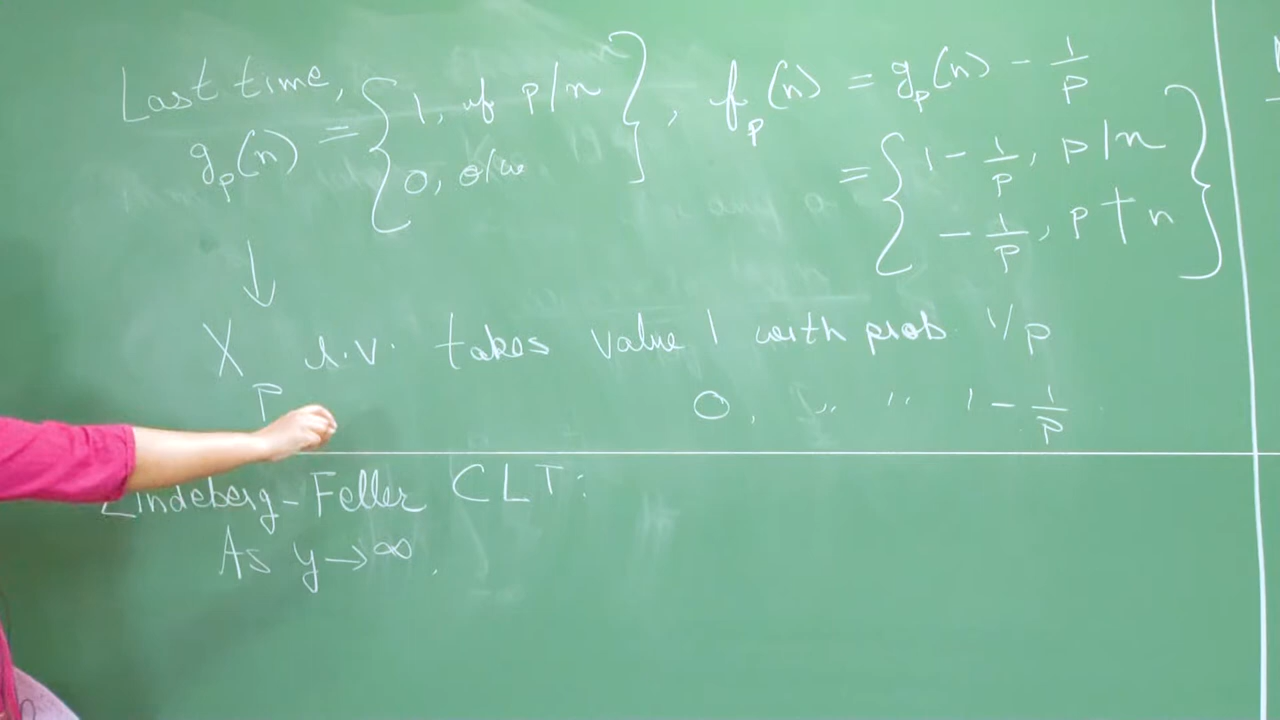 Last time,
g_p(n) = { 1, if p|n
0, o/w } , f_p(n) = g_p(n) - 1/p
= { 1 - 1/p, p|n
- 1/p, p∤n }
↓
X_p r.v. takes value 1 with prob. 1/p
0, " " 1 - 1/p
Lindeberg-Feller CLT:
As y→∞,